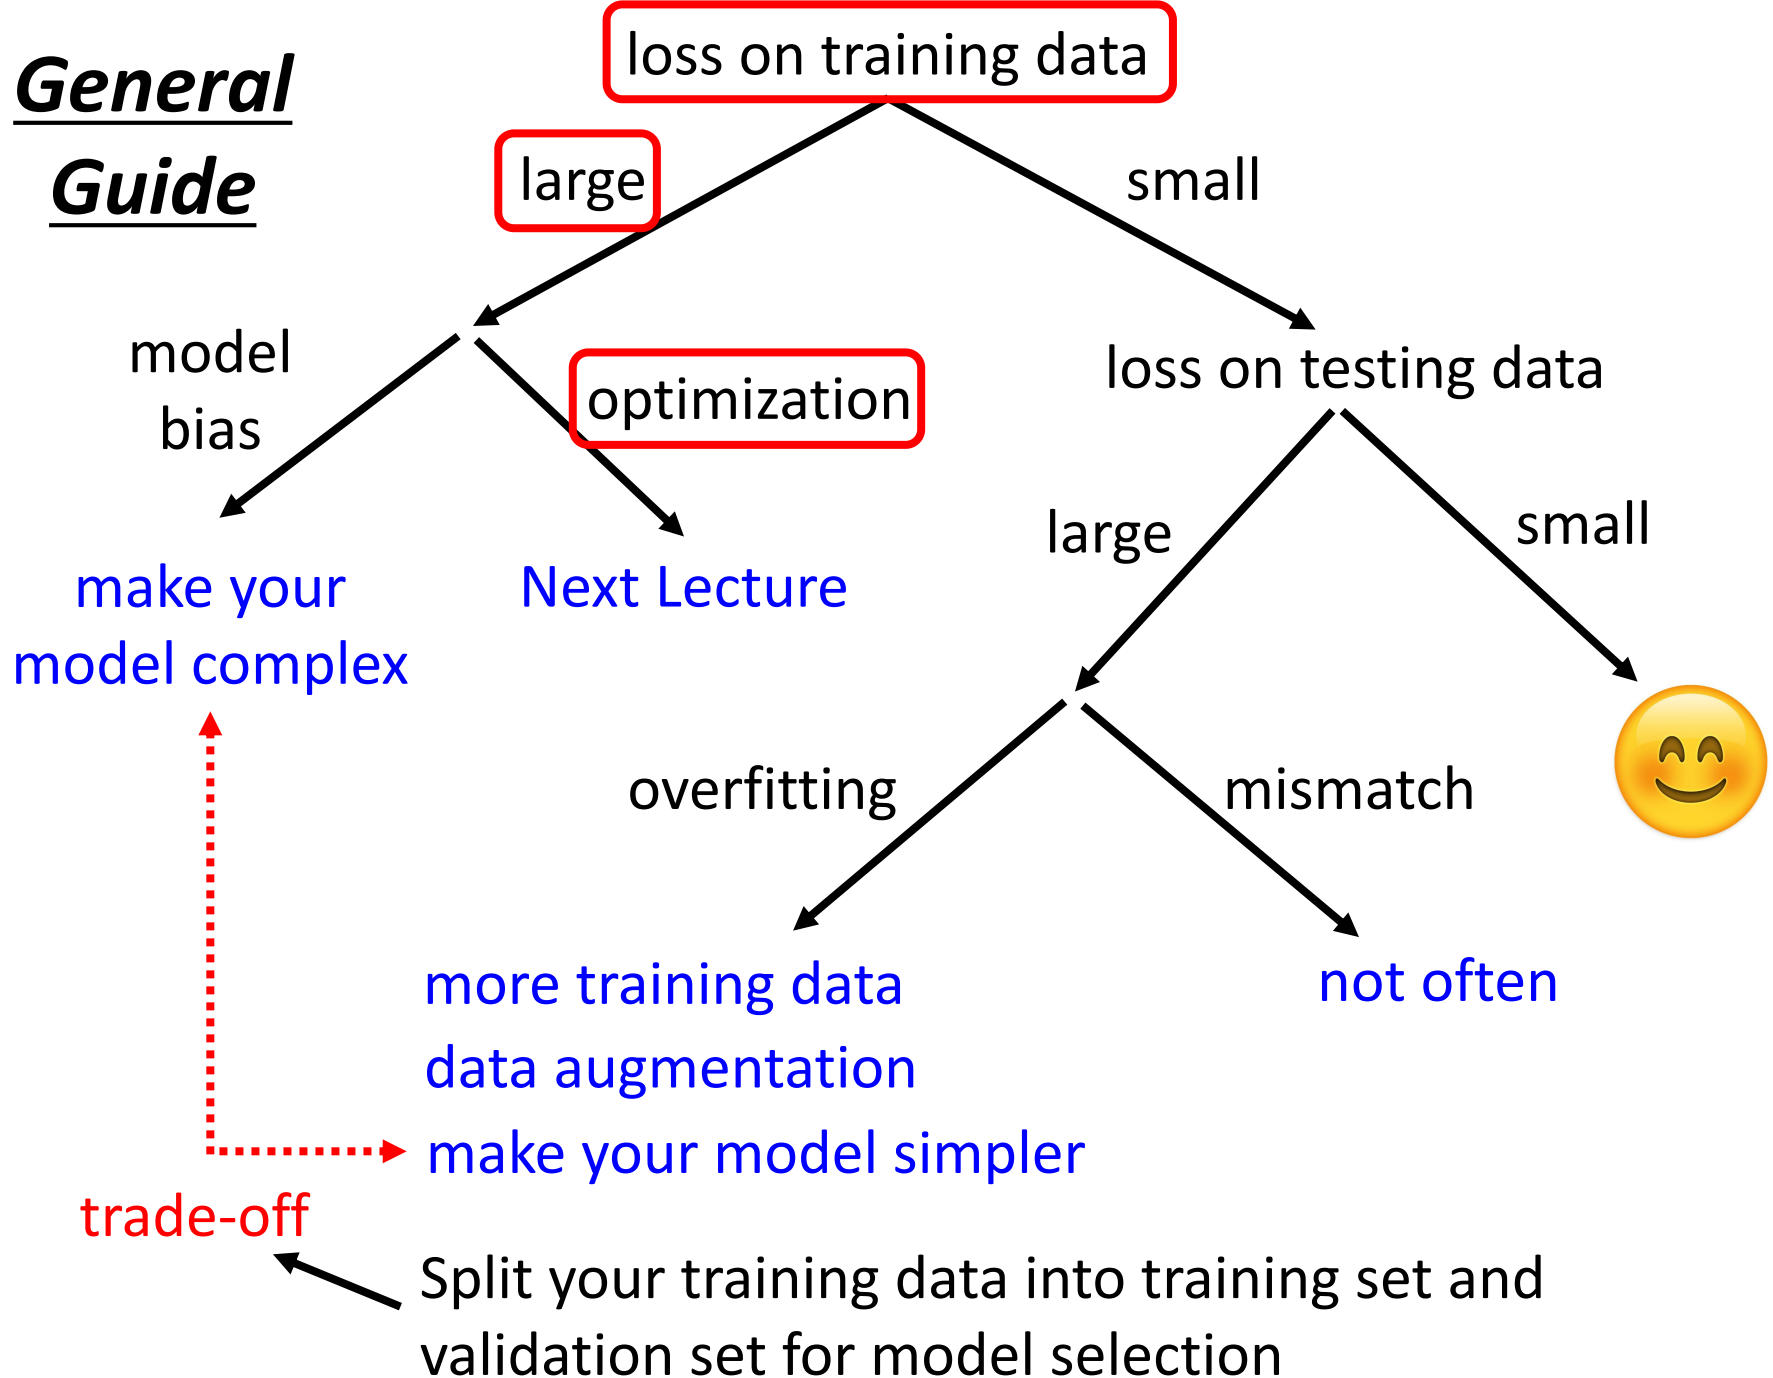 General
Guide
loss on training data
large
small
model
bias
optimization
loss on testing data
make your
model complex
Next Lecture
large
small
overfitting
mismatch
more training data
data augmentation
make your model simpler
not often
trade-off
Split your training data into training set and
validation set for model selection